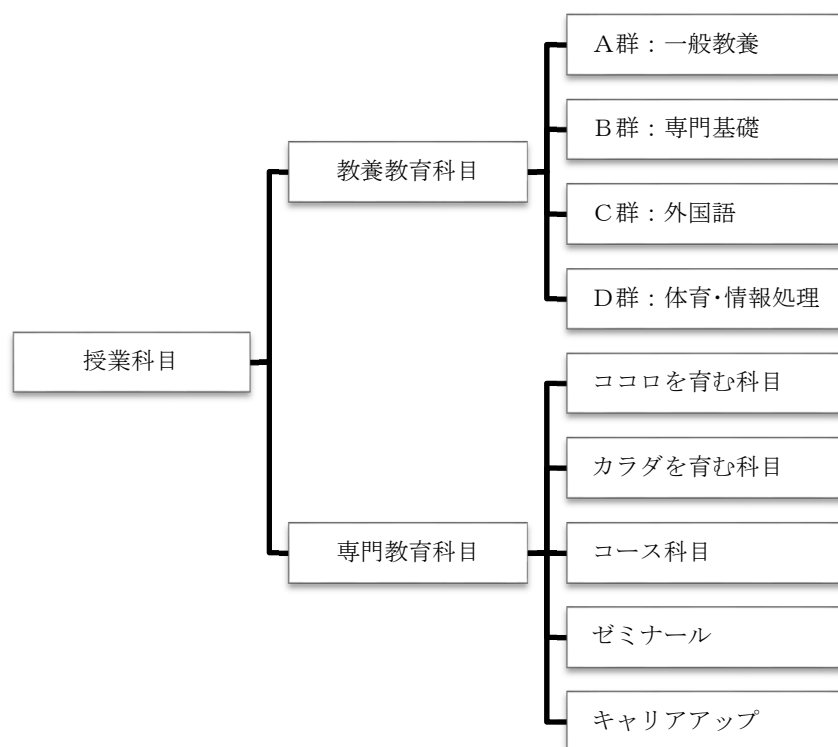 授業科目
教養教育科目
A群：一般教養
B群：専門基礎
C群：外国語
D群：体育･情報処理
専門教育科目
ココロを育む科目
カラダを育む科目
コース科目
ゼミナール
キャリアアップ